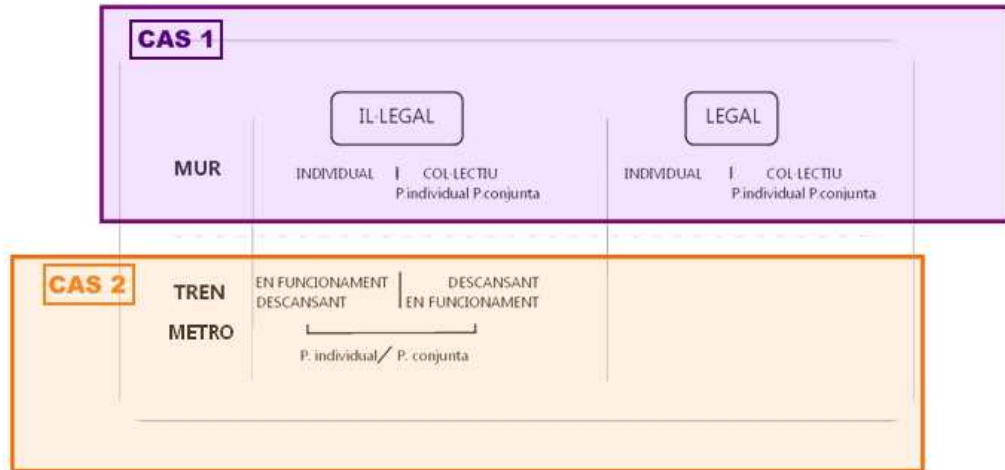 CAS 1
IL·LEGAL LEGAL
MUR INDIVIDUAL | COL·LECTIU INDIVIDUAL | COL·LECTIU
P.individual P.conjunta P.individual P.conjunta
CAS 2
TREN EN FUNCIONAMENT | DESCANSANT
DESCANSANT EN FUNCIONAMENT
METRO
P. individual/ P. conjunta